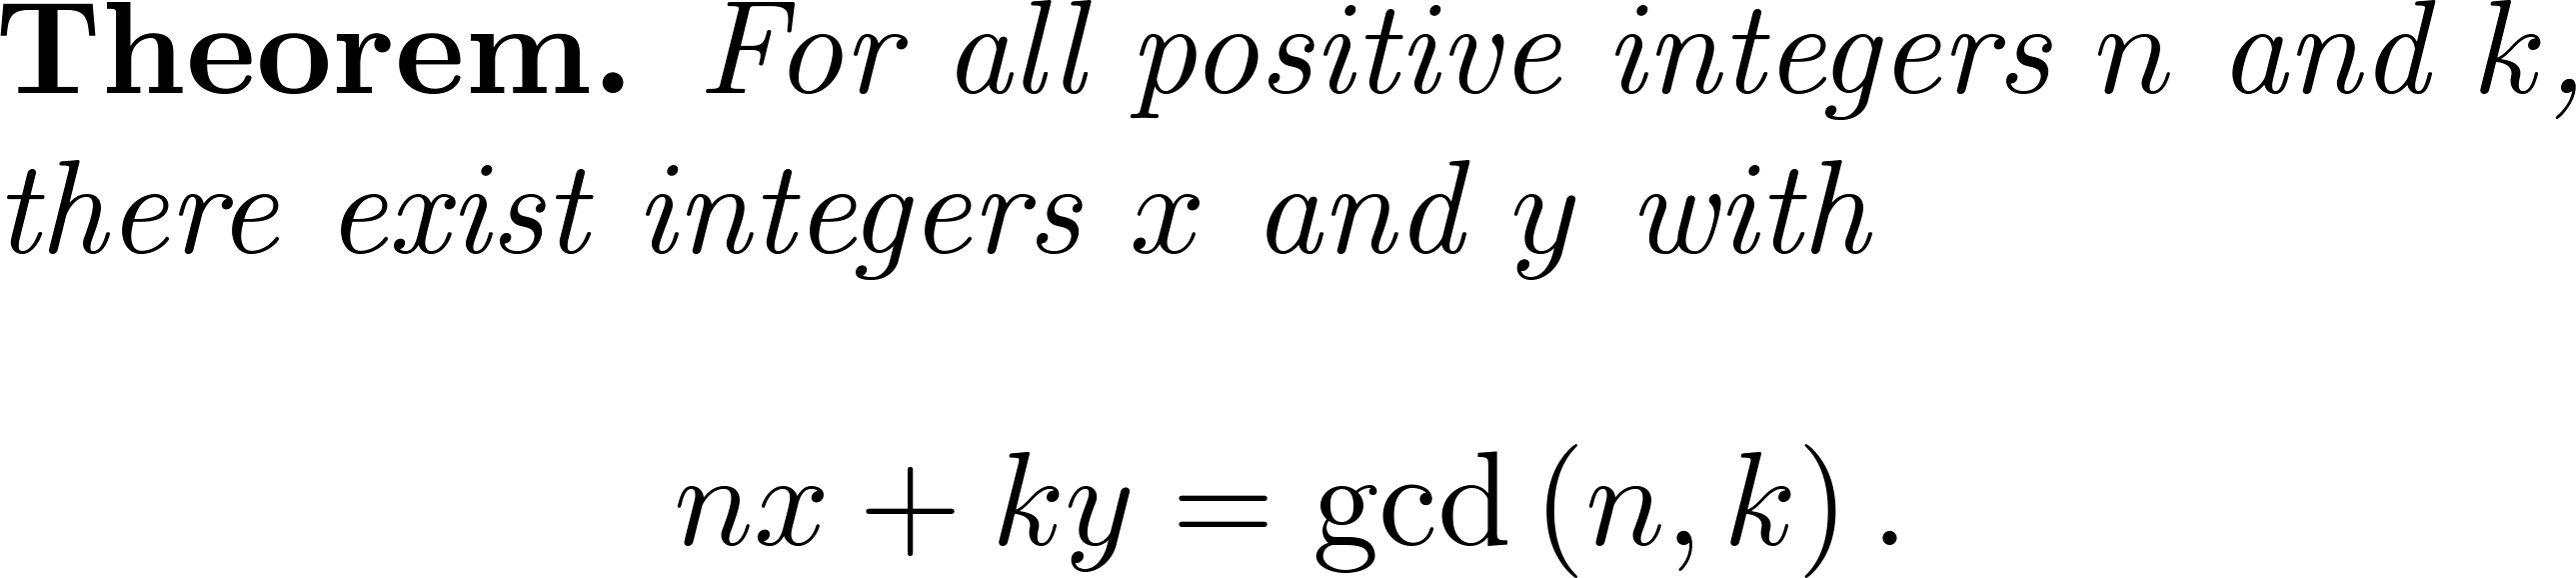 Theorem. For all positive integers n and k,
there exist integers x and y with
nx + ky = gcd (n, k) .